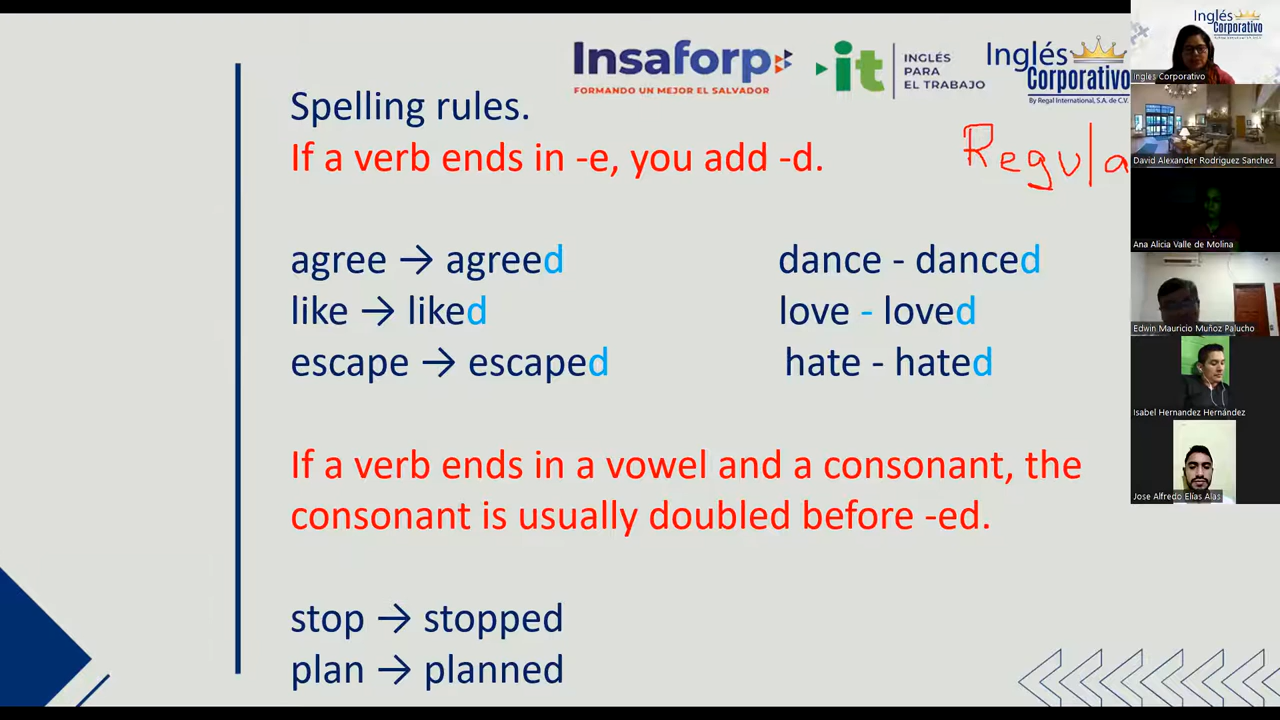 Insaforp
FORMANDO UN MEJOR EL SALVADOR
it
INGLÉS
PARA
EL TRABAJO
Inglés
Corporativo
By Regal International, S.A. de C.V.
Spelling rules.
If a verb ends in -e, you add -d.
Regula
agree → agreed dance - danced
like → liked love - loved
escape → escaped hate - hated
If a verb ends in a vowel and a consonant, the
consonant is usually doubled before -ed.
stop → stopped
plan → planned
Inglés
Corporativo
Ingles Corporativo
David Alexander Rodriguez Sanchez
Ana Alicia Valle de Molina
Edwin Mauricio Muñoz Palucho
Isabel Hernandez Hernández
Jose Alfredo Elías Alas